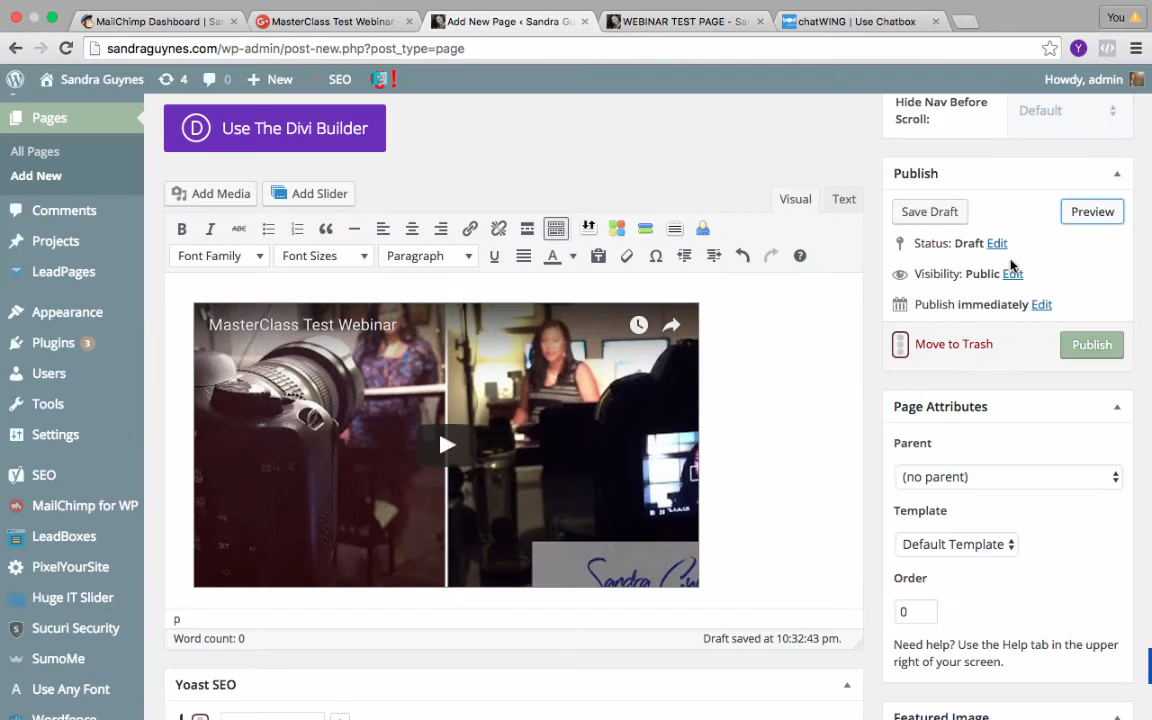 MailChimp Dashboard | Sa
MasterClass Test Webinar
Add New Page ‹ Sandra Gu
WEBINAR TEST PAGE - Sa
chatWING | Use Chatbox
You
sandraguynes.com/wp-admin/post-new.php?post_type=page
Y
Sandra Guynes
4
0
New
SEO
!
Howdy, admin
Pages
All Pages
Add New
Comments
Projects
LeadPages
Appearance
Plugins 3
Users
Tools
Settings
SEO
MailChimp for WP
LeadBoxes
PixelYourSite
Huge IT Slider
Sucuri Security
SumoMe
Use Any Font
Wordfence
D Use The Divi Builder
Add Media
Add Slider
Visual
Text
B I ABC
Font Family
Font Sizes
Paragraph
U A
MasterClass Test Webinar
Sandra Gu
p
Word count: 0
Draft saved at 10:32:43 pm.
Yoast SEO
Hide Nav Before
Scroll:
Default
Publish
Save Draft
Preview
Status: Draft Edit
Visibility: Public Edit
Publish immediately Edit
Move to Trash
Publish
Page Attributes
Parent
(no parent)
Template
Default Template
Order
0
Need help? Use the Help tab in the upper
right of your screen.
Featured Image